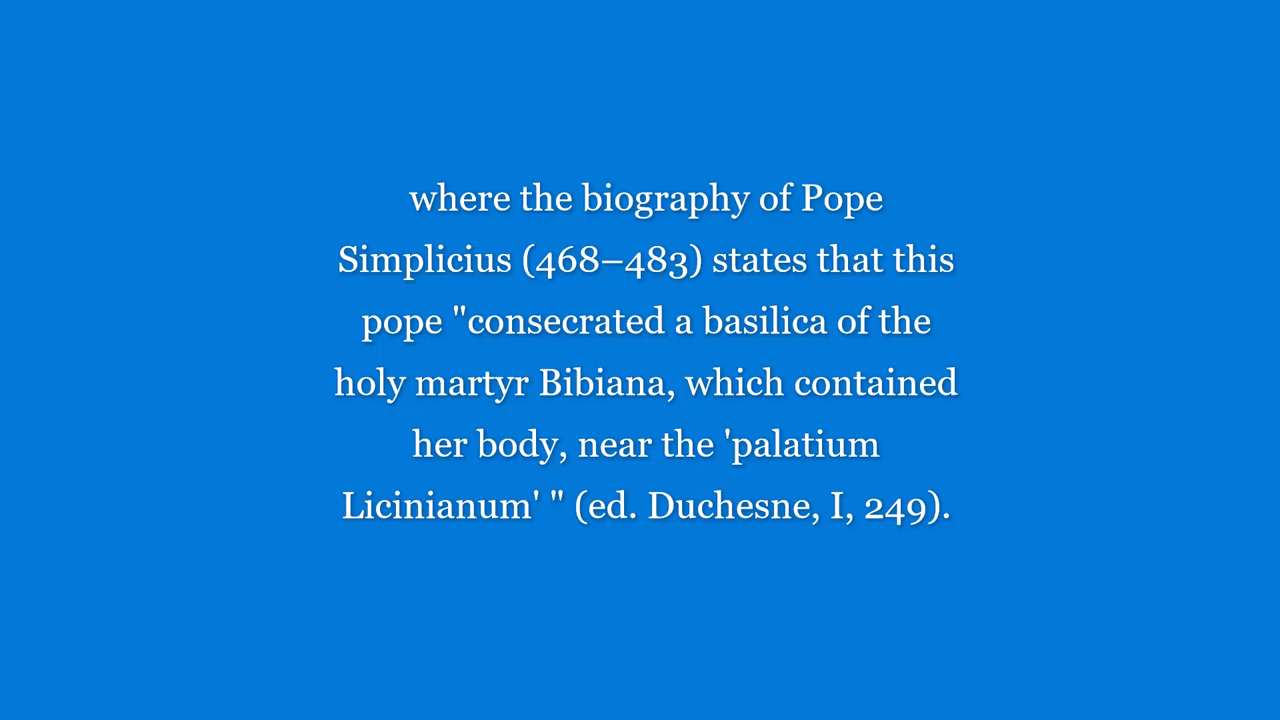 where the biography of Pope
Simplicius (468–483) states that this
pope "consecrated a basilica of the
holy martyr Bibiana, which contained
her body, near the 'palatium
Licinianum' " (ed. Duchesne, I, 249).